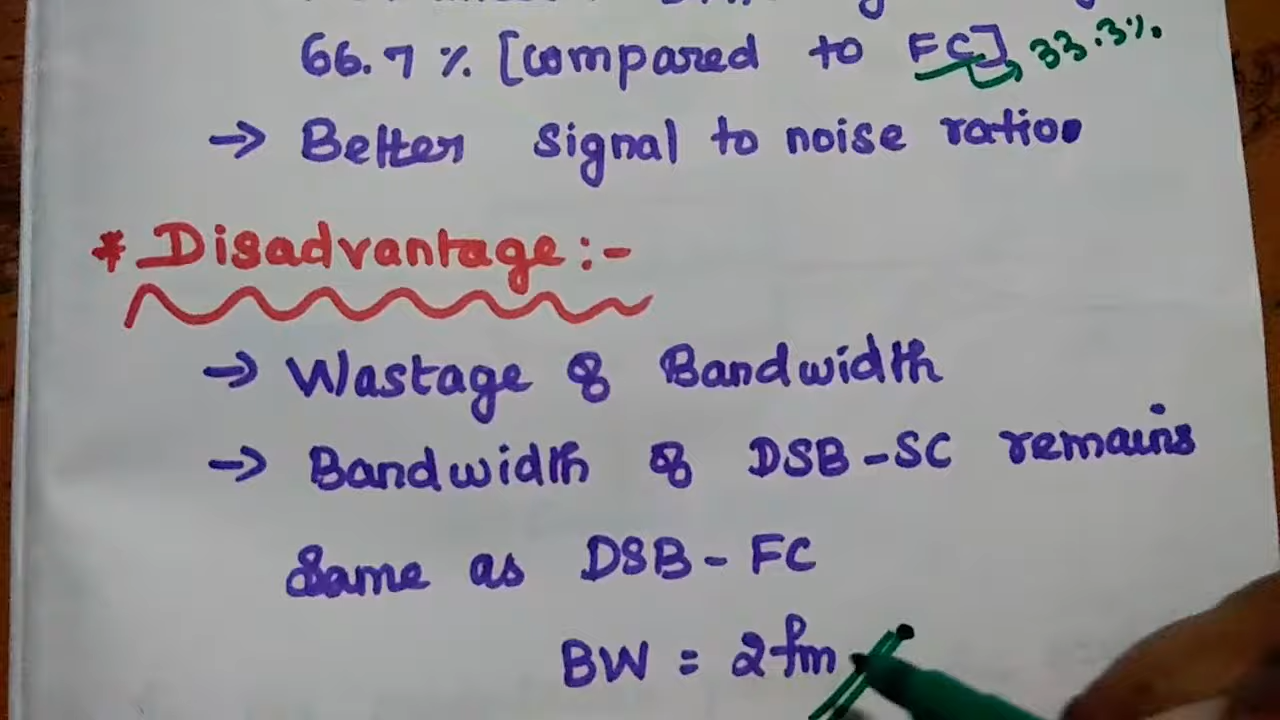 66.7 % [compared to FC] 33.3%.
→ Better signal to noise ratio.
* Disadvantage:-
→ Wastage of Bandwidth
→ Bandwidth of DSB-SC remains
same as DSB-FC
BW = 2fm